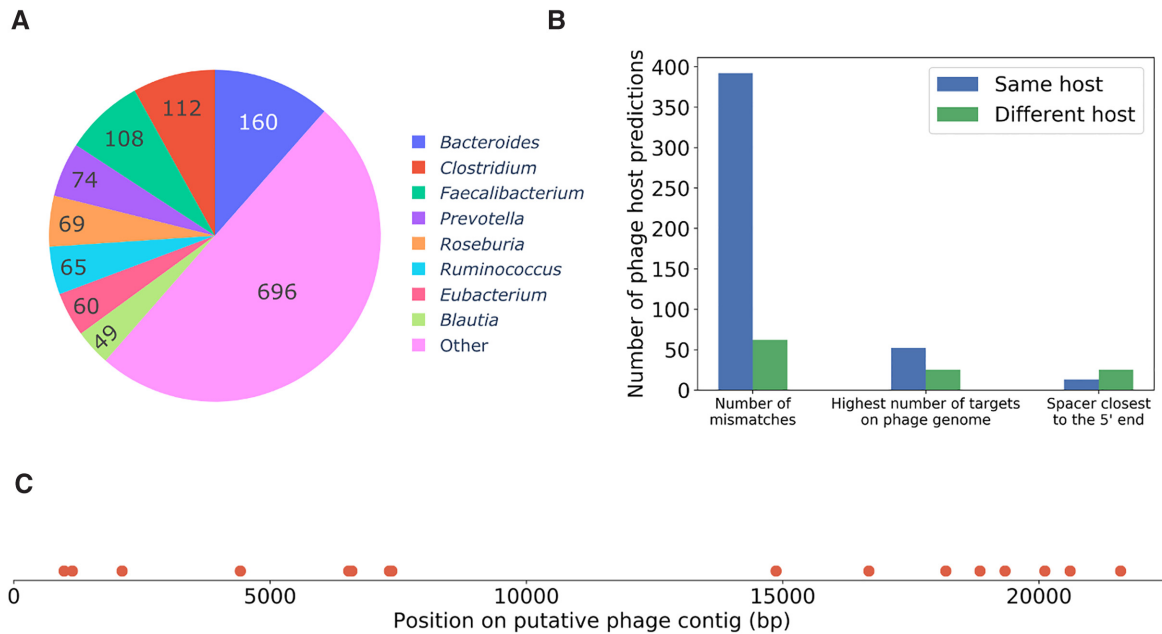 A
B
112
160
108
74
69
65
60
49
696
Bacteroides
Clostridium
Faecalibacterium
Prevotella
Roseburia
Ruminococcus
Eubacterium
Blautia
Other
Number of phage host predictions
400
350
300
250
200
150
100
50
0
Same host
Different host
Number of
mismatches
Highest number of targets
on phage genome
Spacer closest
to the 5' end
C
0
5000
10000
15000
20000
Position on putative phage contig (bp)